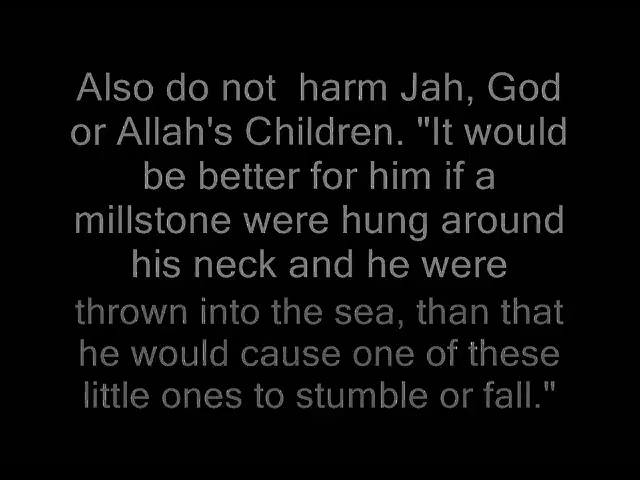 Also do not  harm Jah, God
or Allah's Children. "It would
be better for him if a
millstone were hung around
his neck and he were
thrown into the sea, than that
he would cause one of these
little ones to stumble or fall."